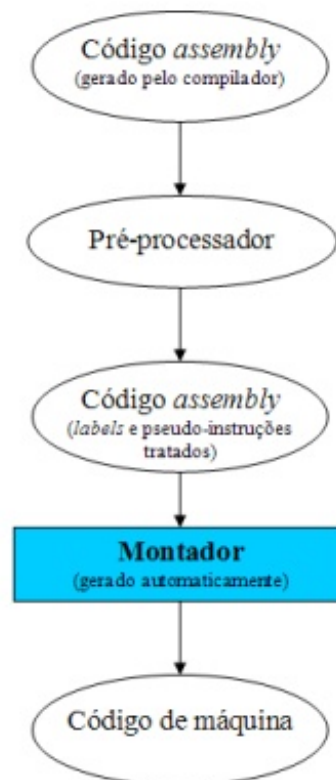 Código assembly
(gerado pelo compilador)
Pré-processador
Código assembly
(labels e pseudo-instruções
tratados)
Montador
(gerado automaticamente)
Código de máquina